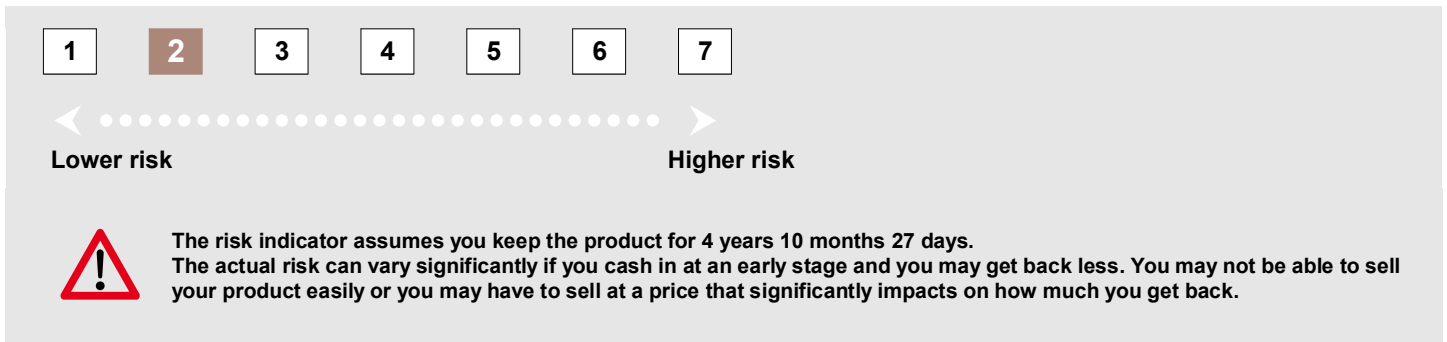 1 2 3 4 5 6 7
Lower risk Higher risk
The risk indicator assumes you keep the product for 4 years 10 months 27 days.
The actual risk can vary significantly if you cash in at an early stage and you may get back less. You may not be able to sell
your product easily or you may have to sell at a price that significantly impacts on how much you get back.